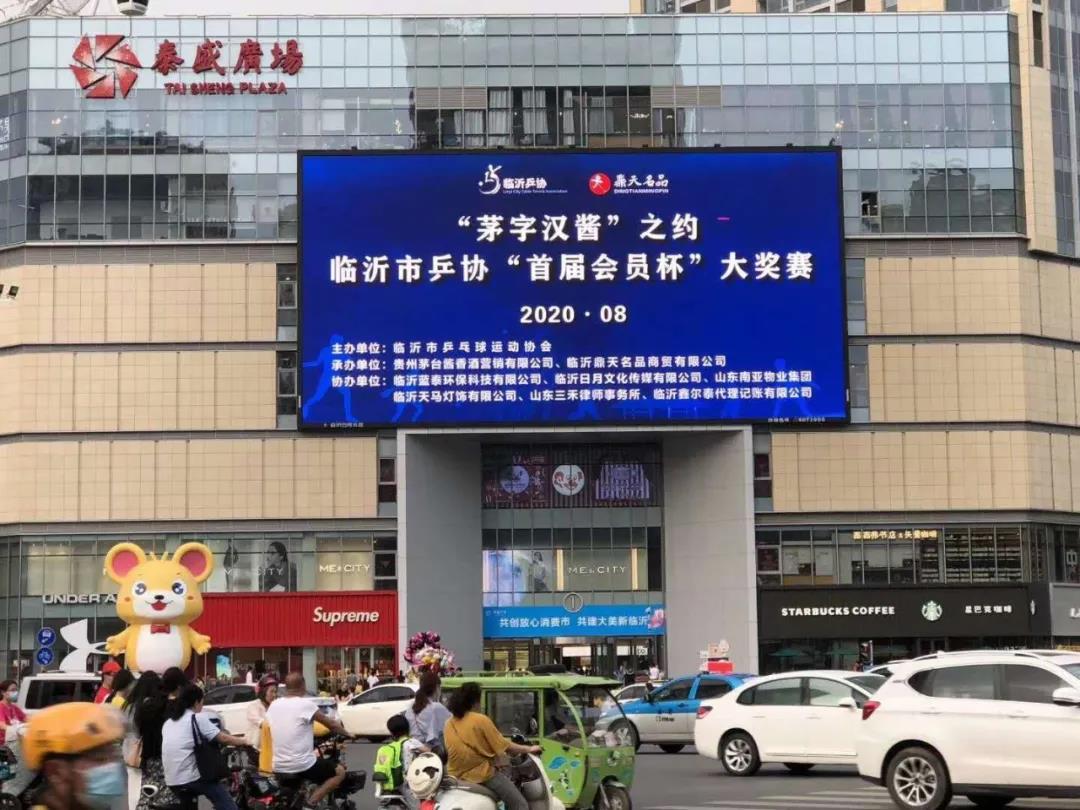 泰盛廣場
TAI SHENG PLAZA
临沂乒协
鼎天名品
DINGTIANMINGPIN
“茅字汉酱”之约
临沂市乒协“首届会员杯”大奖赛
2020·08
主办单位：临沂市乒乓球运动协会
承办单位：贵州茅台酱香酒营销有限公司、临沂鼎天名品商贸有限公司
协办单位：临沂蓝泰环保科技有限公司、临沂日月文化传媒有限公司、山东南亚物业集团
临沂天马灯饰有限公司、山东三禾律师事务所、临沂鑫尔泰代理记账有限公司
ME&CITY
ME&CITY
UNDER A
Supreme
共创放心消费市 共建大美新临沂
STARBUCKS COFFEE
星巴克咖啡